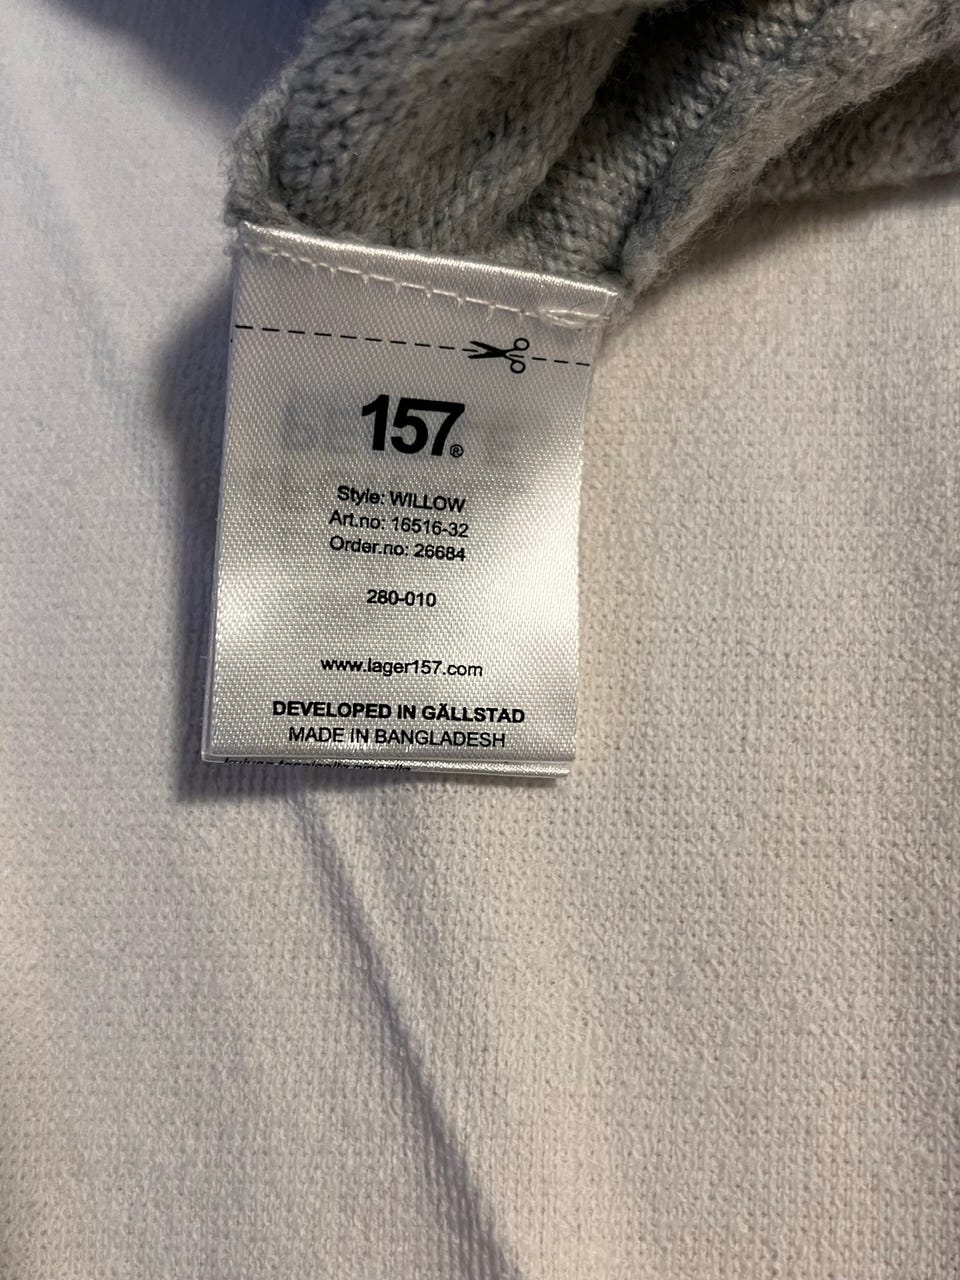 157®
Style: WILLOW
Art.no: 16516-32
Order.no: 26684
280-010
www.lager157.com
DEVELOPED IN GÄLLSTAD
MADE IN BANGLADESH